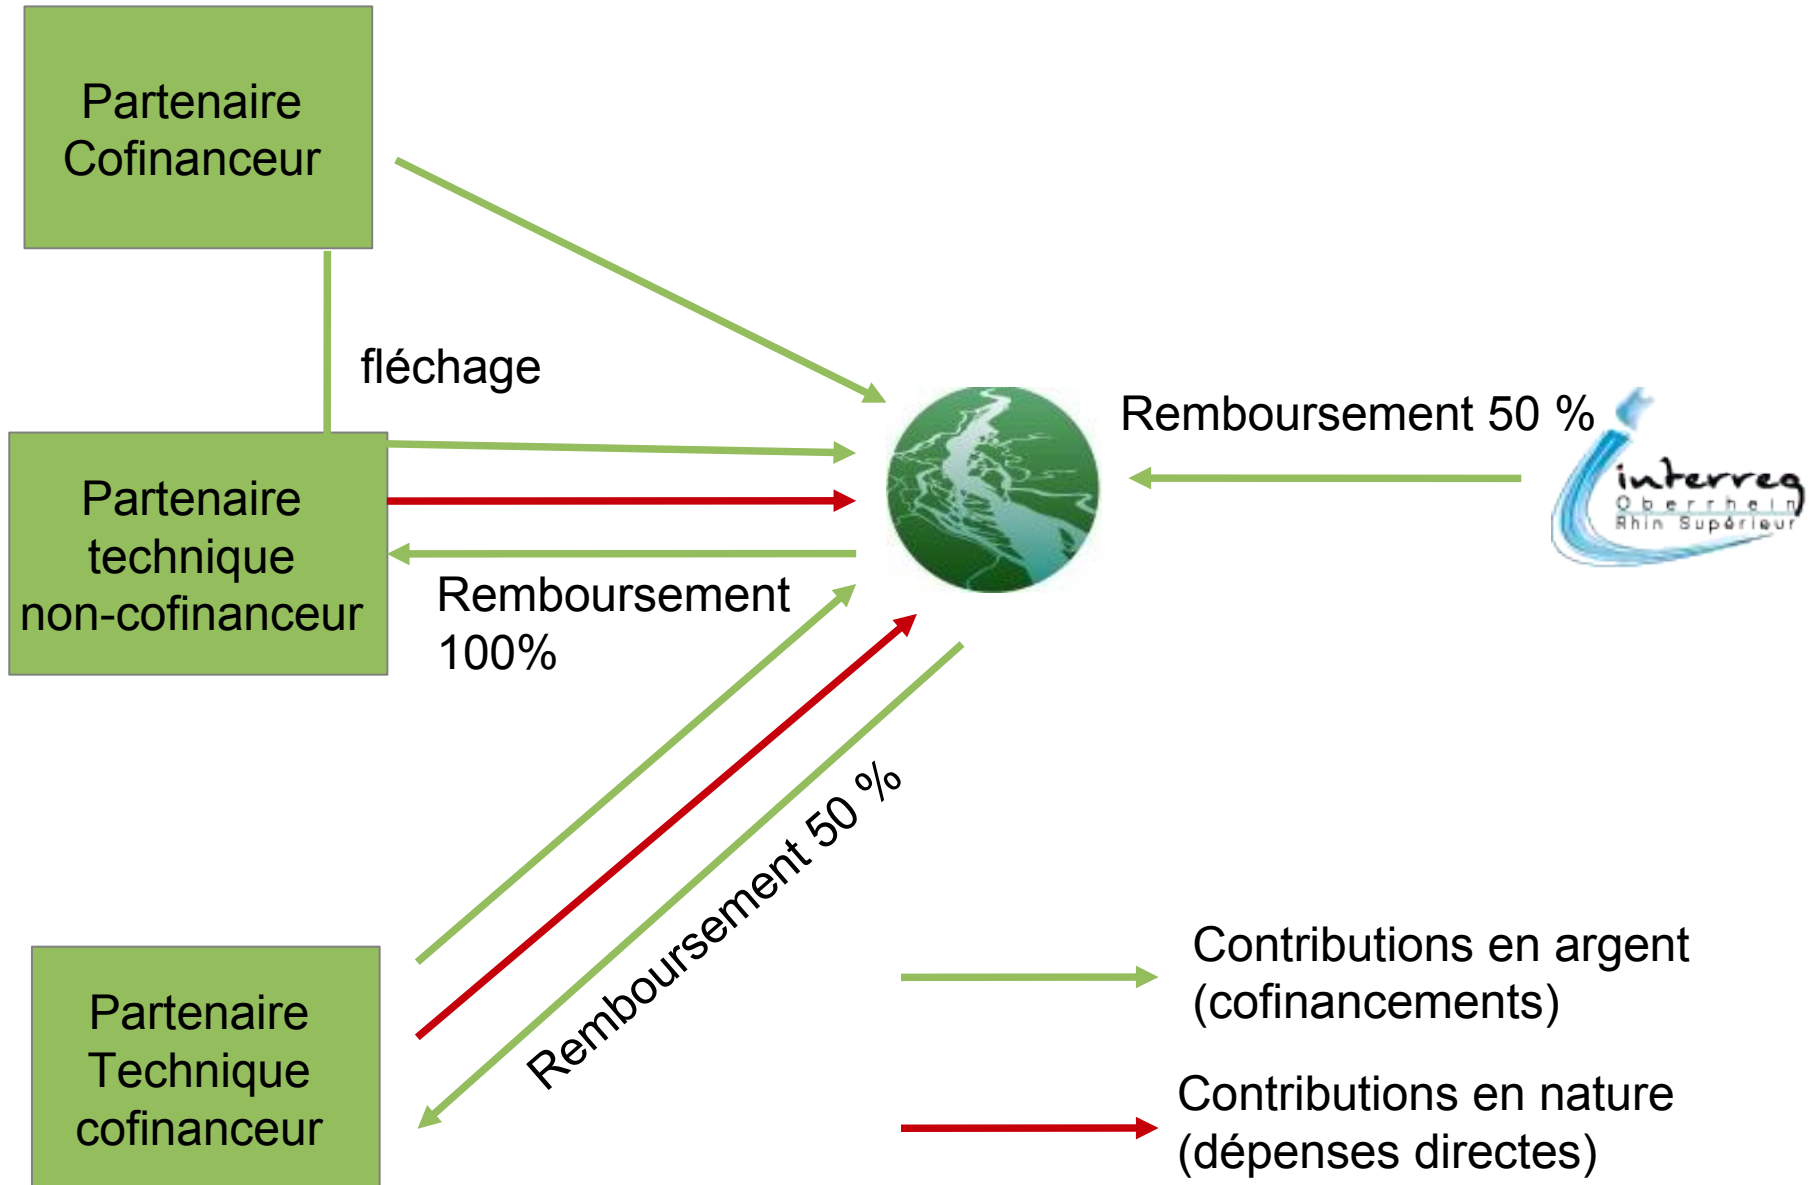 Partenaire
Cofinanceur
fléchage
Remboursement 50 %
interreg
Oberrhein
Rhin Supérieur
Partenaire
technique
non-cofinanceur
Remboursement
100%
Remboursement 50 %
Partenaire
Technique
cofinanceur
Contributions en argent
(cofinancements)
Contributions en nature
(dépenses directes)